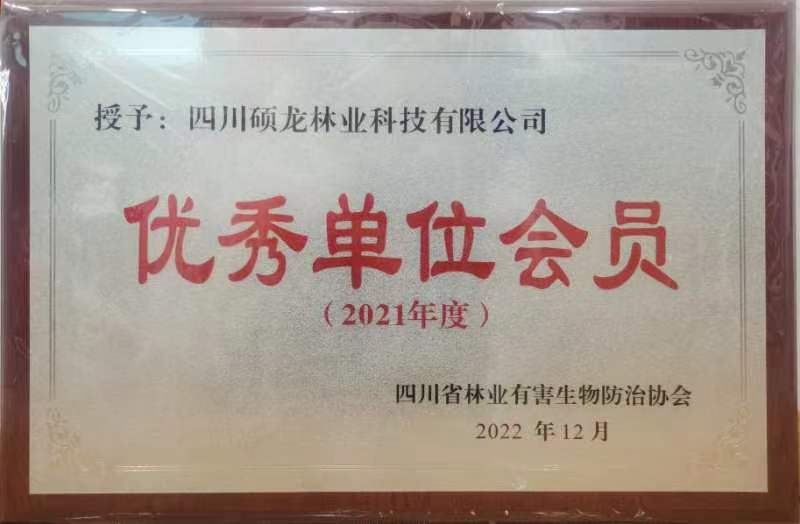 授予：四川硕龙林业科技有限公司
优秀单位会员
（2021年度）
四川省林业有害生物防治协会
2022 年12月